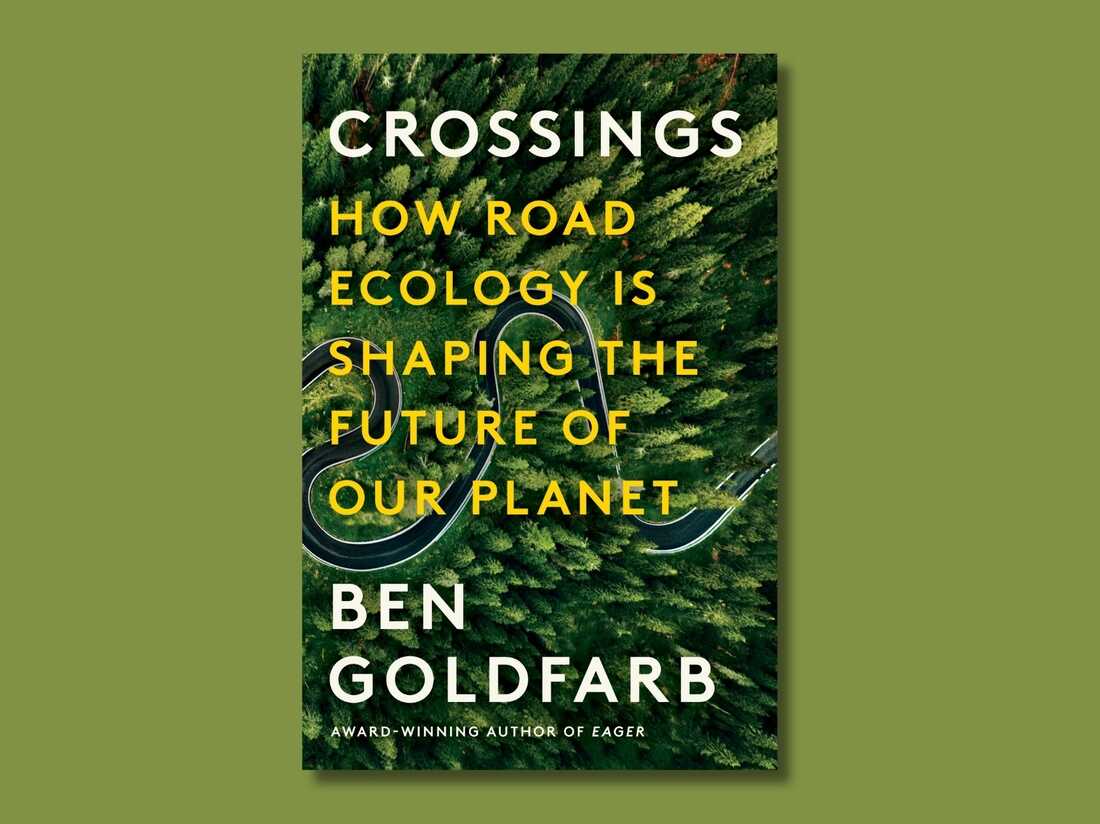 CROSSINGS
HOW ROAD
ECOLOGY IS
SHAPING THE
FUTURE OF
OUR PLANET
BEN
GOLDFARB
AWARD-WINNING AUTHOR OF EAGER